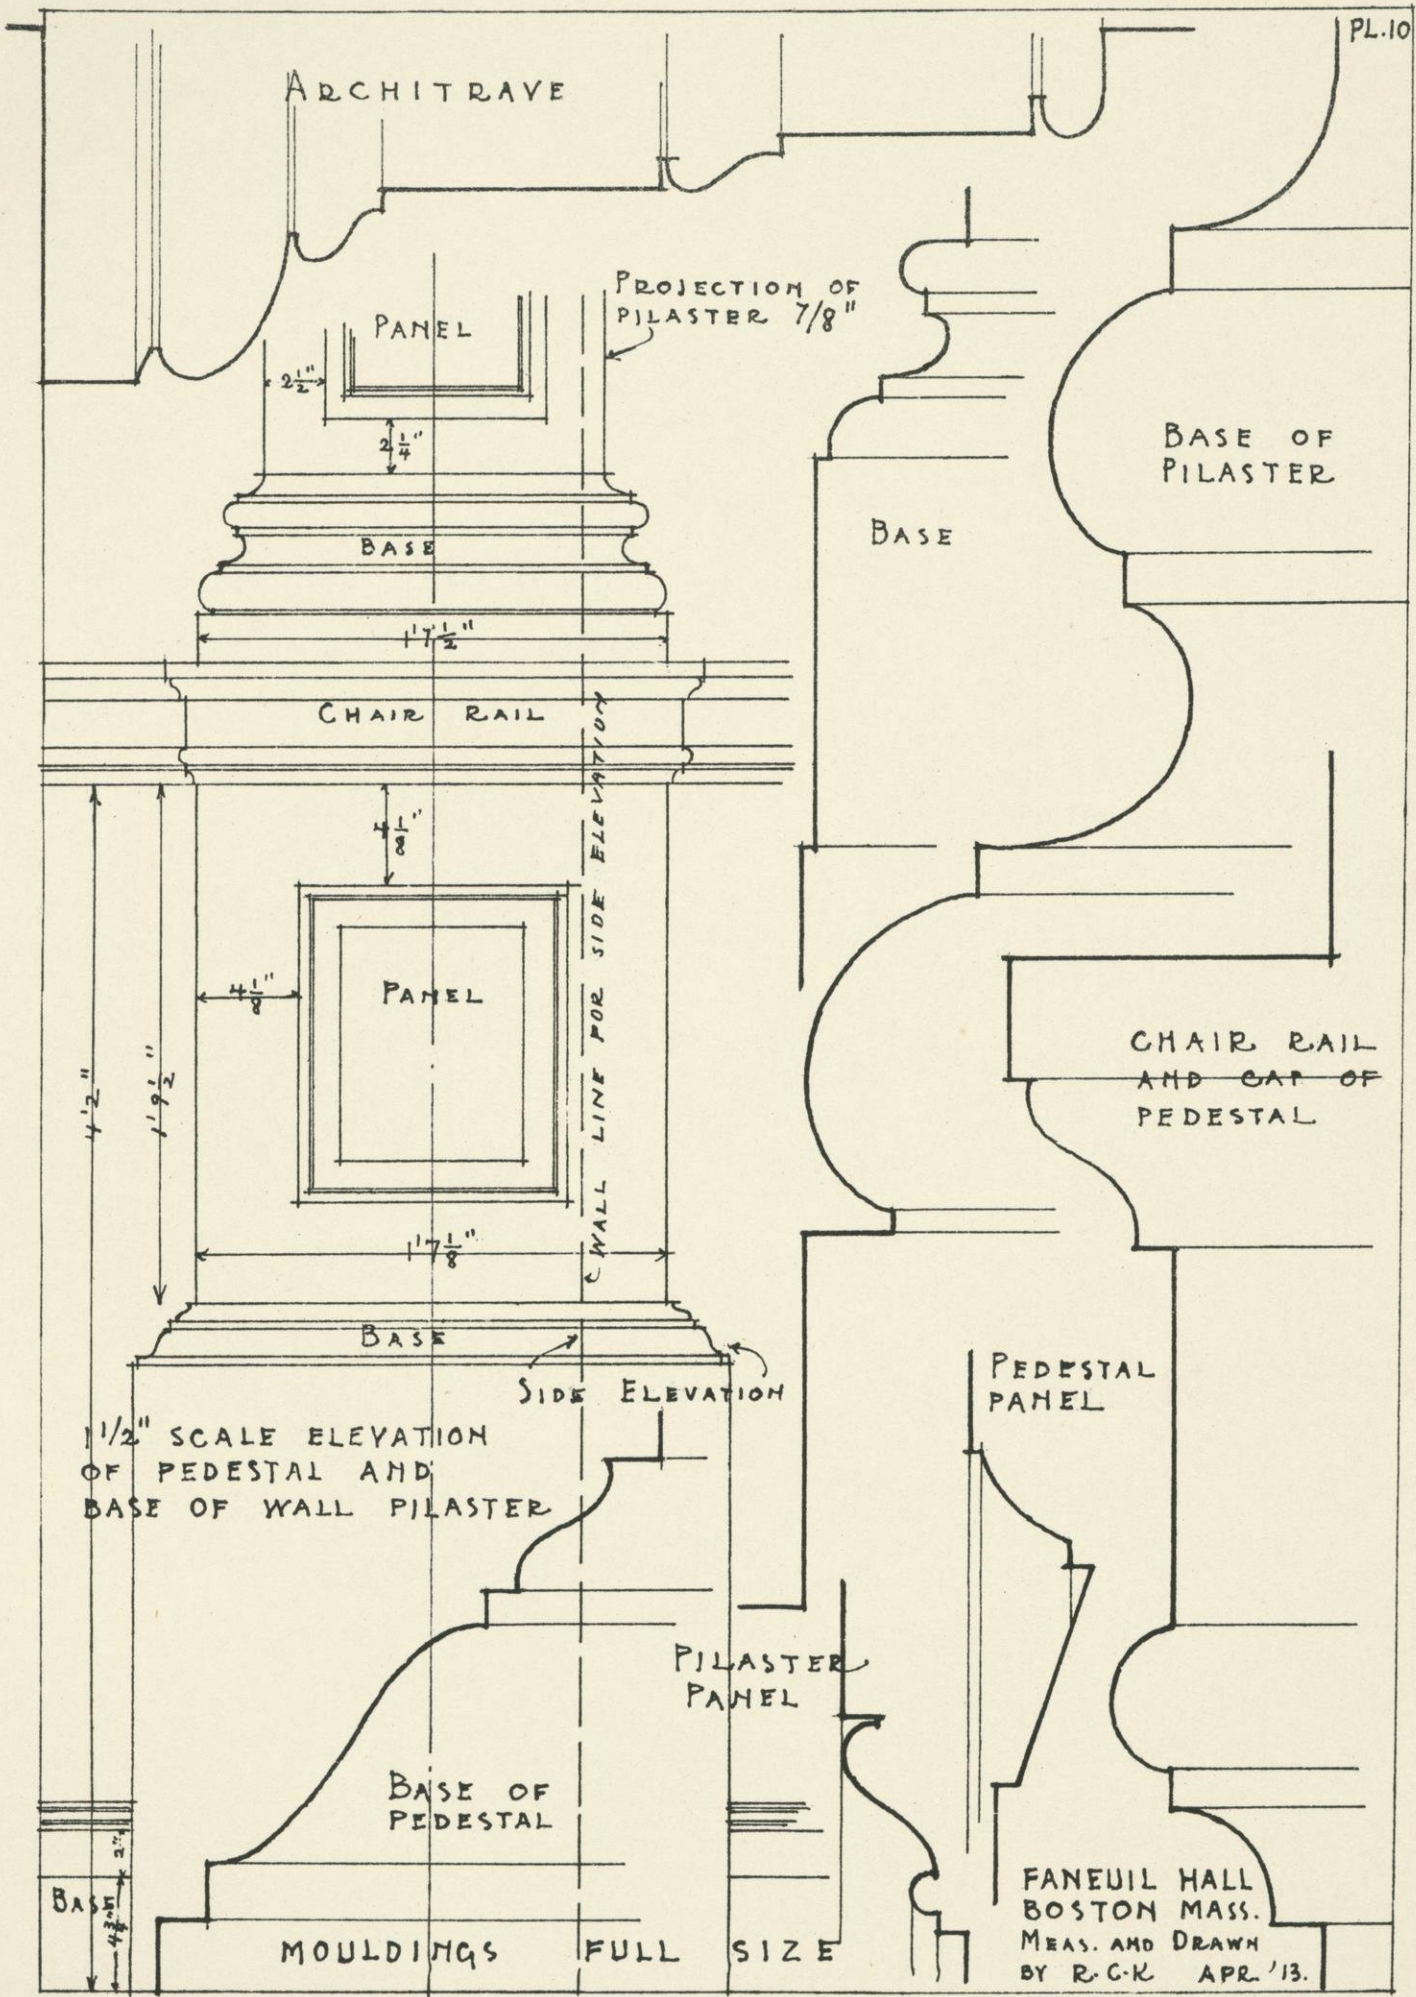 PL.10
ARCHITRAVE
PROJECTION OF
PILASTER 7/8"
PANEL
2 1/2"
2 1/4"
BASE OF
PILASTER
BASE
BASE
1' 7 1/2"
CHAIR RAIL
WALL LINE FOR SIDE ELEVATION
4 1/8"
PANEL
4 1/8"
CHAIR RAIL
AND CAP OF
PEDESTAL
4' 2"
1' 9 1/2"
1' 7 1/8"
BASE
SIDE ELEVATION
PEDESTAL
PANEL
1 1/2" SCALE ELEVATION
OF PEDESTAL AND
BASE OF WALL PILASTER
PILASTER
PANEL
BASE OF
PEDESTAL
2"
BASE
4 3/4"
MOULDINGS FULL SIZE
FANEUIL HALL
BOSTON MASS.
MEAS. AND DRAWN
BY R.C.K APR. '13.